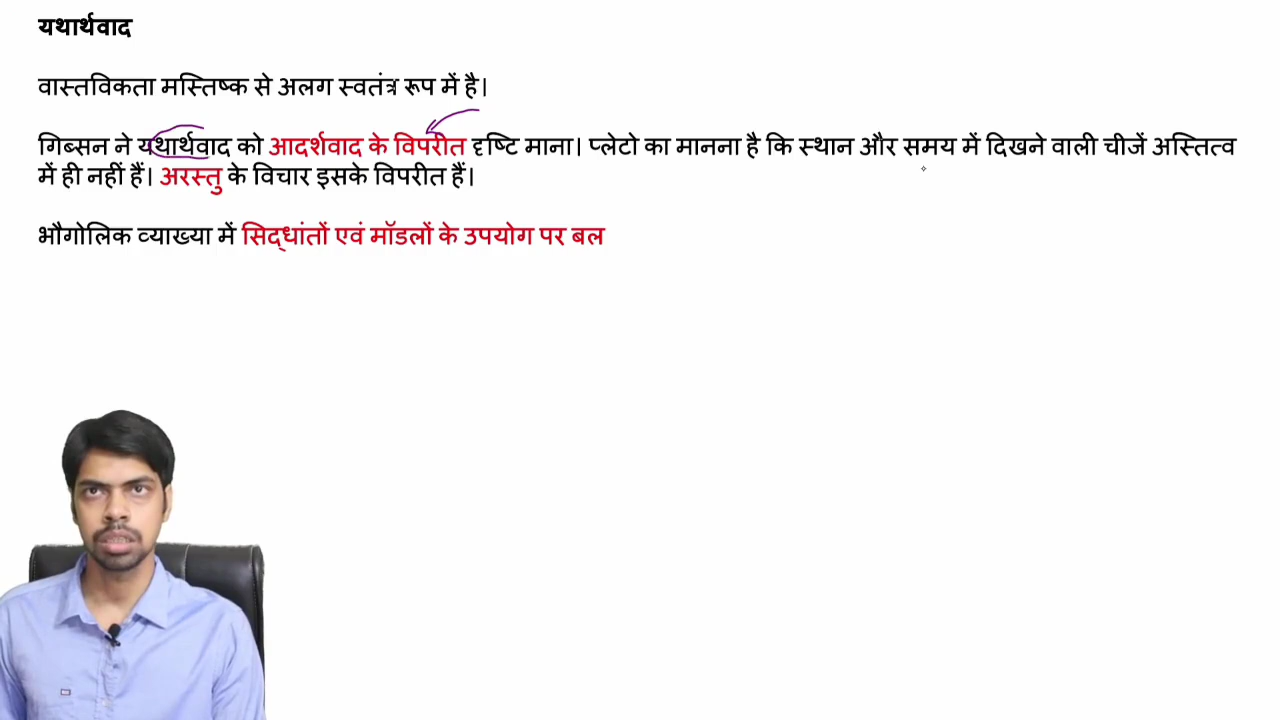 यथार्थवाद
वास्तविकता मस्तिष्क से अलग स्वतंत्र रूप में है।
गिब्सन ने यथार्थवाद को आदर्शवाद के विपरीत दृष्टि माना। प्लेटो का मानना है कि स्थान और समय में दिखने वाली चीजें अस्तित्व
में ही नहीं हैं। अरस्तु के विचार इसके विपरीत हैं।
भौगोलिक व्याख्या में सिद्धांतों एवं मॉडलों के उपयोग पर बल